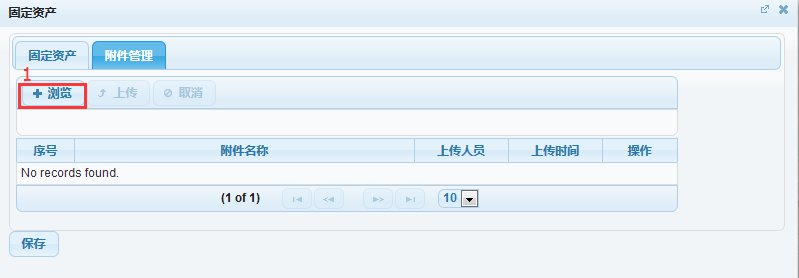 固定资产
固定资产 附件管理
1
浏览 上传 取消
序号 附件名称 上传人员 上传时间 操作
No records found.
(1 of 1) 10
保存